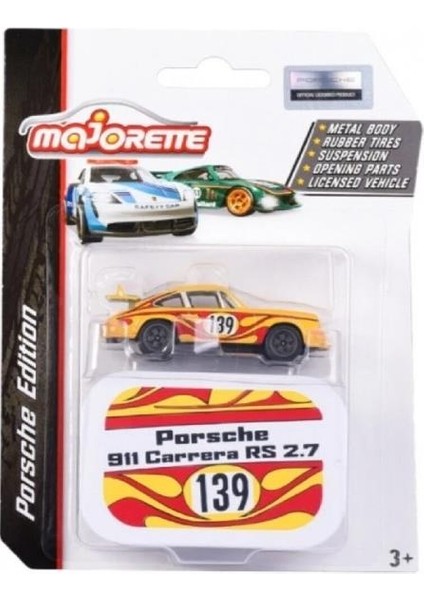 PORSCHE
OFFICIAL LICENSED PRODUCT
majorette
METAL BODY
RUBBER TIRES
SUSPENSION
OPENING PARTS
LICENSED VEHICLE
SAFETY CAR
139
Porsche Edition
Porsche
911 Carrera RS 2.7
139
3+